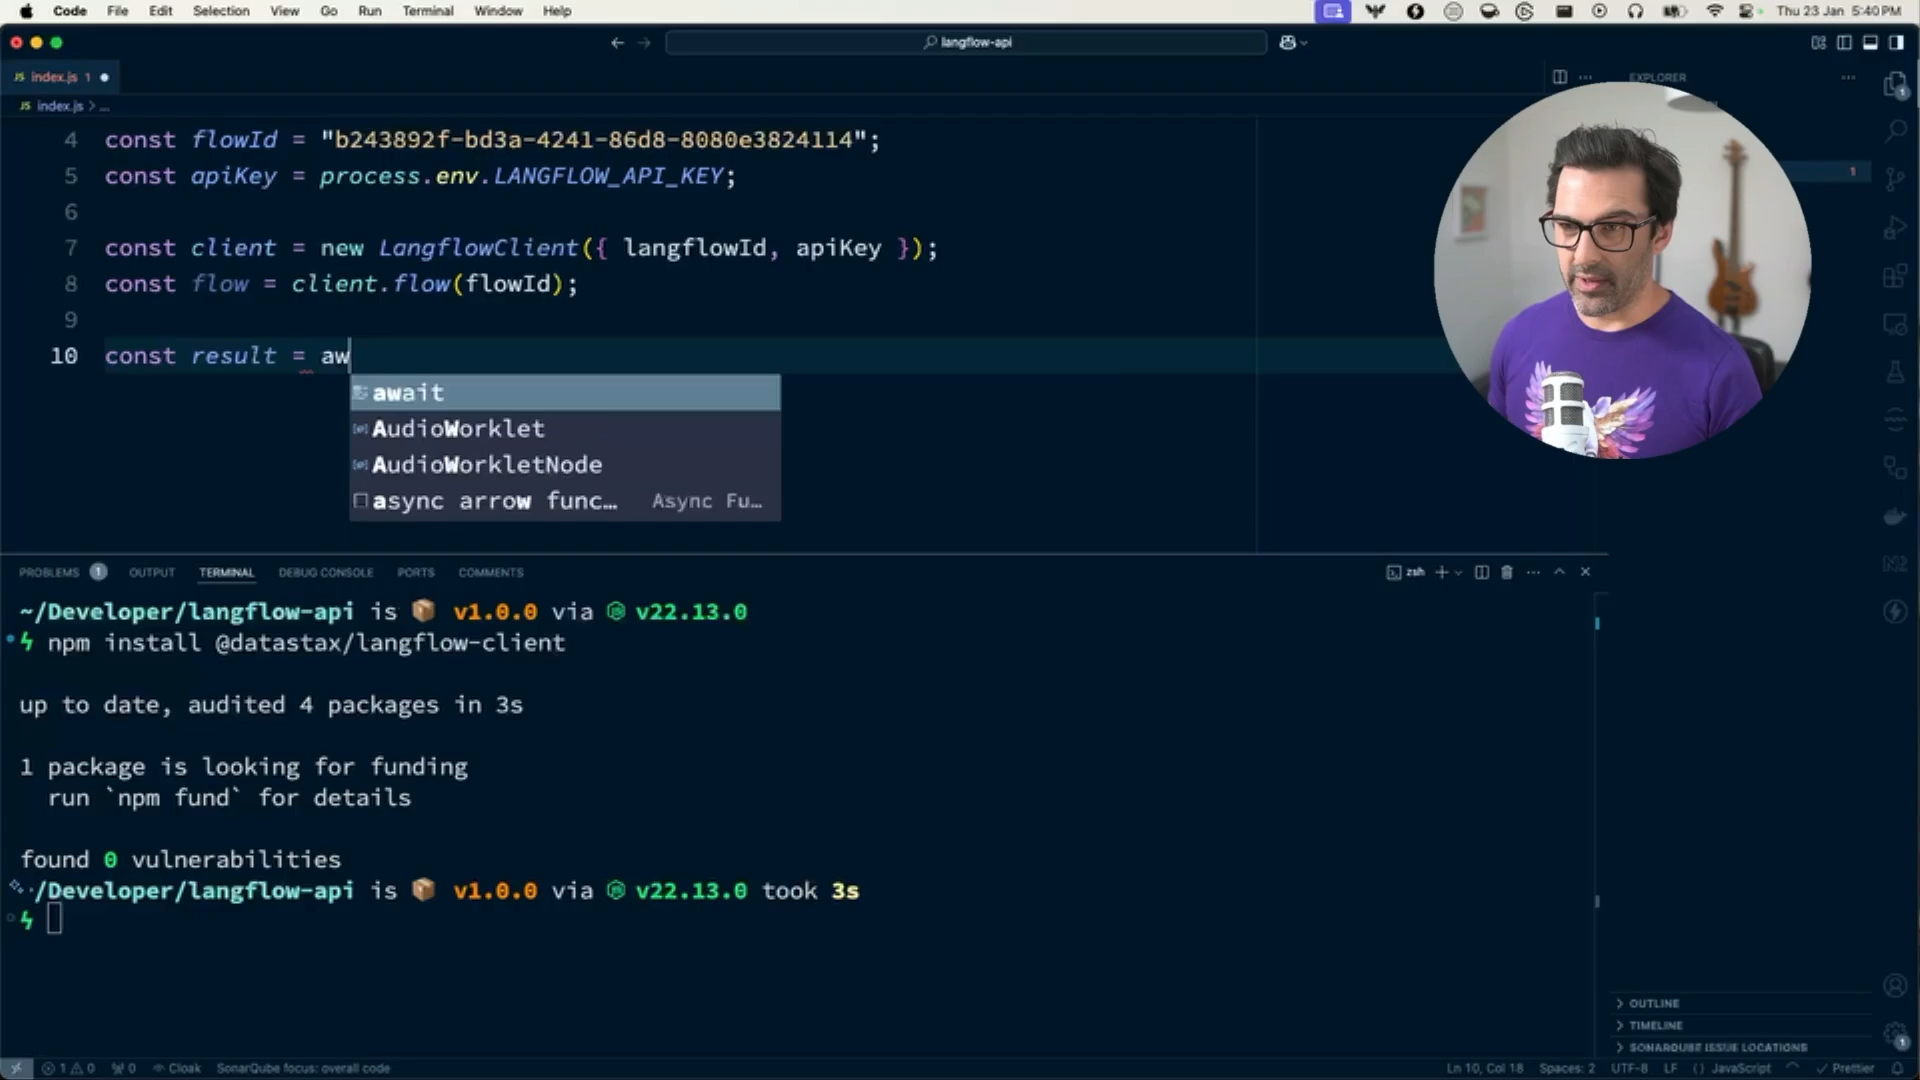 Code File Edit Selection View Go Run Terminal Window Help
Thu 23 Jan 5:40 PM
langflow-api
JS index.js 1
EXPLORER
JS index.js > ...
1
4 const flowId = "b243892f-bd3a-4241-86d8-8080e3824114";
5 const apiKey = process.env.LANGFLOW_API_KEY;
6
7 const client = new LangflowClient({ langflowId, apiKey });
8 const flow = client.flow(flowId);
9
10 const result = aw
await
AudioWorklet
AudioWorkletNode
async arrow func… Async Fu…
PROBLEMS 1 OUTPUT TERMINAL DEBUG CONSOLE PORTS COMMENTS
zsh
~/Developer/langflow-api is 📦 v1.0.0 via v22.13.0
npm install @datastax/langflow-client
up to date, audited 4 packages in 3s
1 package is looking for funding
run `npm fund` for details
found 0 vulnerabilities
/Developer/langflow-api is 📦 v1.0.0 via v22.13.0 took 3s
OUTLINE
TIMELINE
SONARQUBE ISSUE LOCATIONS
1 0 0 Cloak SonarQube focus: overall code
Ln 10, Col 18 Spaces: 2 UTF-8 LF {} JavaScript Prettier